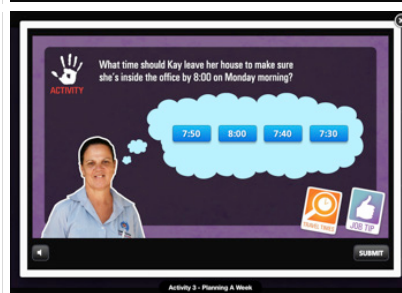 What time should Kay leave her house to make sure
she's inside the office by 8:00 on Monday morning?
ACTIVITY
7:50 8:00 7:40 7:30
TRAVEL TIMES
JOB TIP
SUBMIT
Activity 3 - Planning A Week